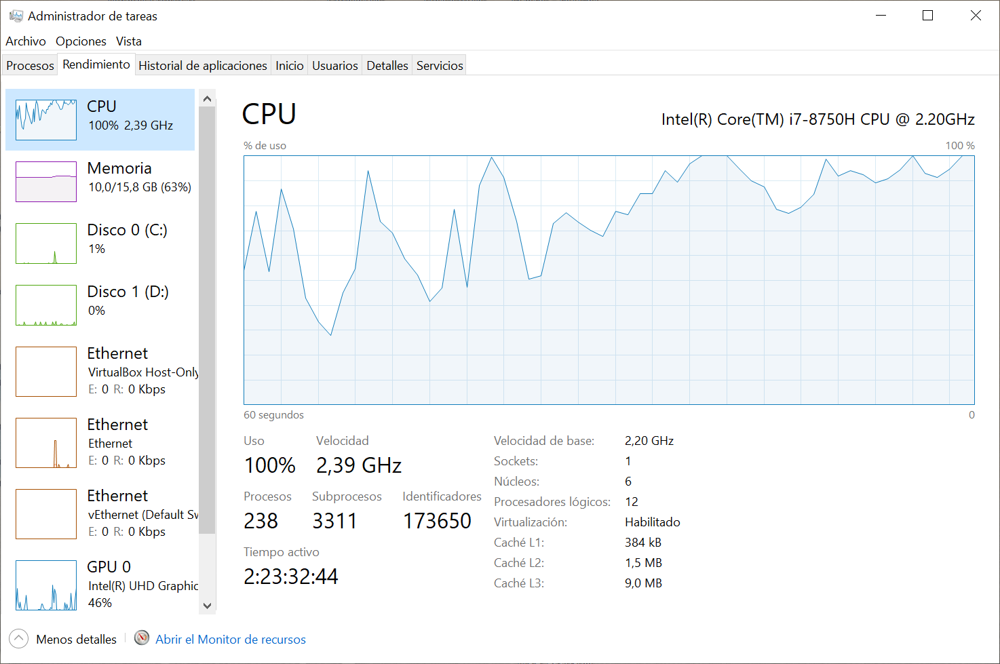 Administrador de tareas
Archivo Opciones Vista
Procesos Rendimiento Historial de aplicaciones Inicio Usuarios Detalles Servicios
CPU
100% 2,39 GHz
Memoria
10,0/15,8 GB (63%)
Disco 0 (C:)
1%
Disco 1 (D:)
0%
Ethernet
VirtualBox Host-Only
E: 0 R: 0 Kbps
Ethernet
Ethernet
E: 0 R: 0 Kbps
Ethernet
vEthernet (Default Sw
E: 0 R: 0 Kbps
GPU 0
Intel(R) UHD Graphic
46%
CPU
Intel(R) Core(TM) i7-8750H CPU @ 2.20GHz
% de uso 100 %
60 segundos 0
Uso Velocidad
100% 2,39 GHz
Procesos Subprocesos Identificadores
238 3311 173650
Tiempo activo
2:23:32:44
Velocidad de base: 2,20 GHz
Sockets: 1
Núcleos: 6
Procesadores lógicos: 12
Virtualización: Habilitado
Caché L1: 384 kB
Caché L2: 1,5 MB
Caché L3: 9,0 MB
Menos detalles Abrir el Monitor de recursos